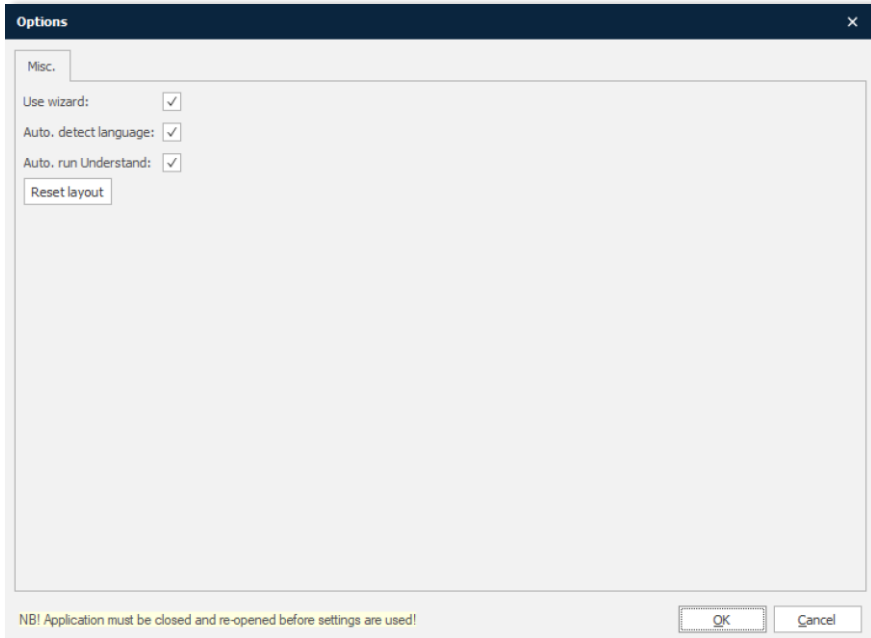 Options
Misc.
Use wizard:
Auto. detect language:
Auto. run Understand:
Reset layout
NB! Application must be closed and re-opened before settings are used!
OK
Cancel